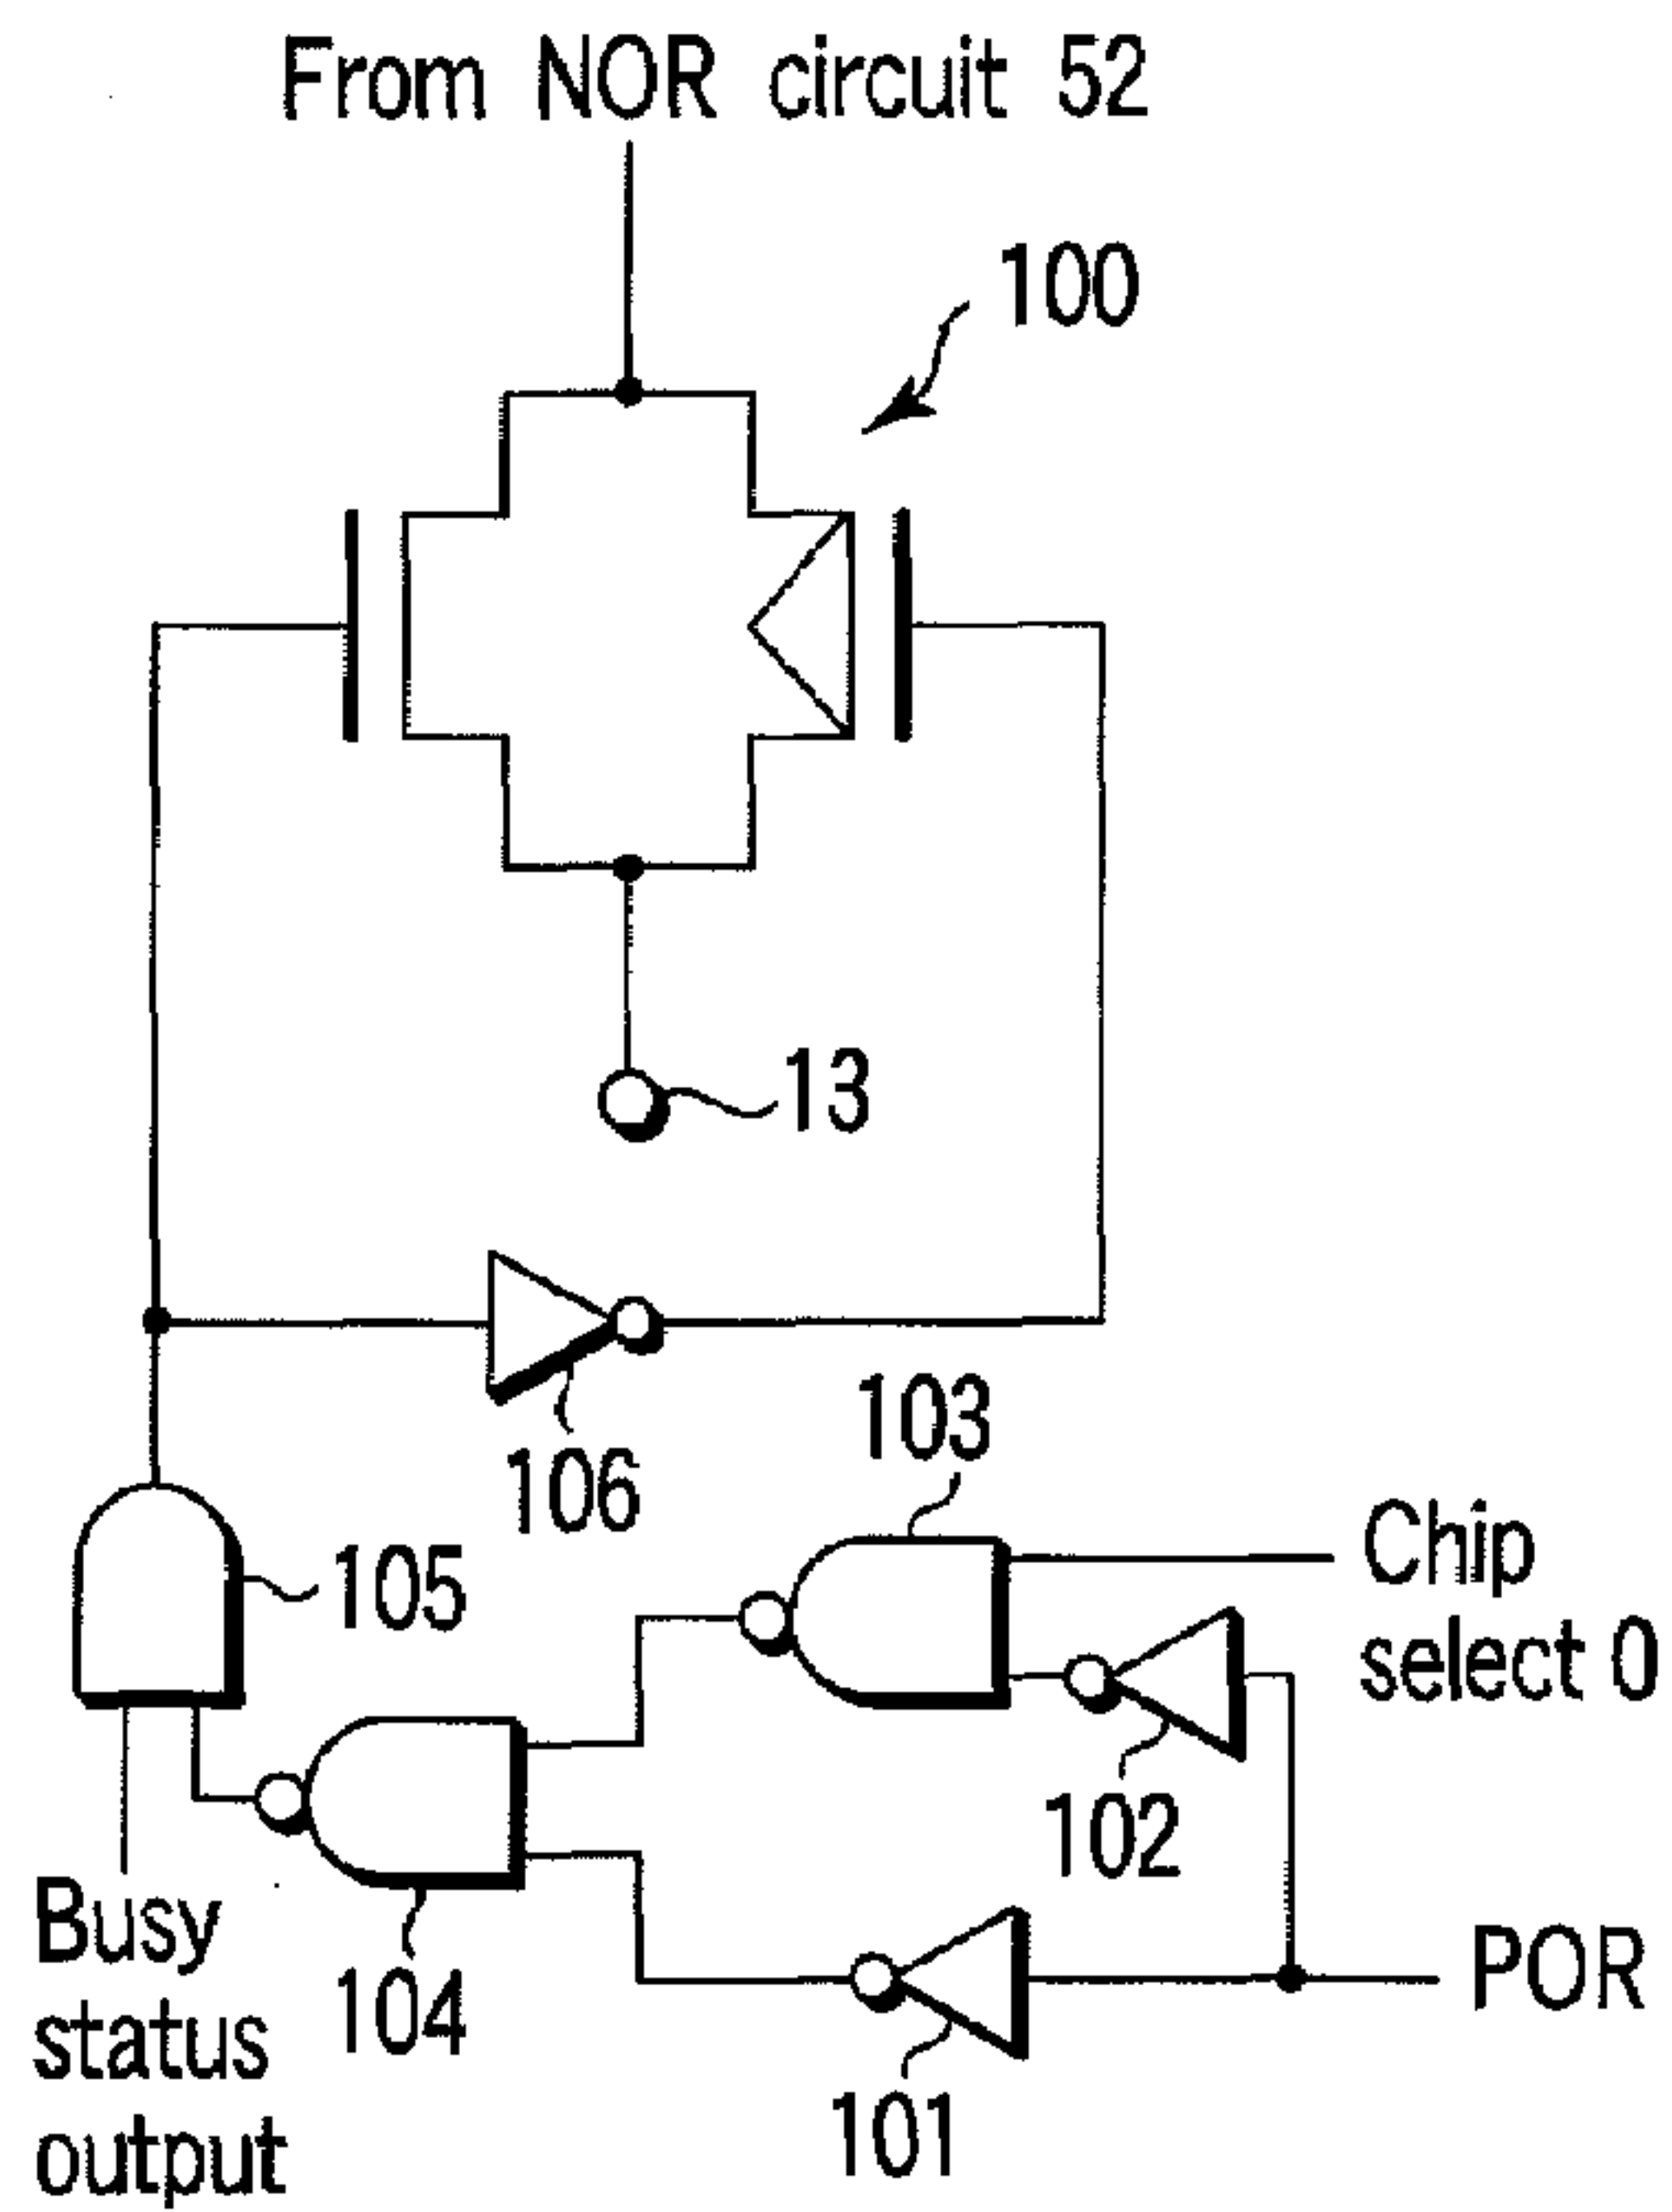 From NOR circuit 52
100
13
106
103
105
Chip
select 0
102
104
101
POR
Busy
status
output